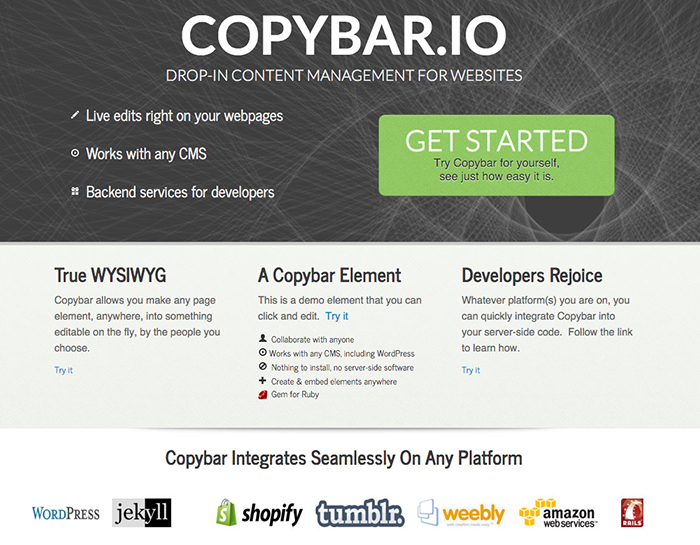 COPYBAR.IO
DROP-IN CONTENT MANAGEMENT FOR WEBSITES
Live edits right on your webpages
Works with any CMS
Backend services for developers
GET STARTED
Try Copybar for yourself,
see just how easy it is.
True WYSIWYG
Copybar allows you make any page
element, anywhere, into something
editable on the fly, by the people you
choose.
Try it
A Copybar Element
This is a demo element that you can
click and edit. Try it
Collaborate with anyone
Works with any CMS, including WordPress
Nothing to install, no server-side software
Create & embed elements anywhere
Gem for Ruby
Developers Rejoice
Whatever platform(s) you are on, you
can quickly integrate Copybar into
your server-side code. Follow the link
to learn how.
Try it
Copybar Integrates Seamlessly On Any Platform
WORDPRESS
jekyll
shopify
tumblr.
weebly
amazon
webservices™
RAILS